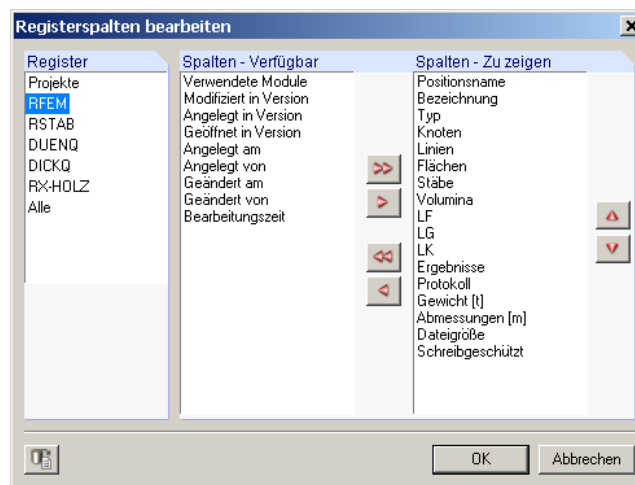 Registerspalten bearbeiten
Register
Projekte
RFEM
RSTAB
DUENQ
DICKQ
RX-HOLZ
Alle
Spalten - Verfügbar
Verwendete Module
Modifiziert in Version
Angelegt in Version
Geöffnet in Version
Angelegt am
Angelegt von
Geändert am
Geändert von
Bearbeitungszeit
Spalten - Zu zeigen
Positionsname
Bezeichnung
Typ
Knoten
Linien
Flächen
Stäbe
Volumina
LF
LG
LK
Ergebnisse
Protokoll
Gewicht [t]
Abmessungen [m]
Dateigröße
Schreibgeschützt
OK
Abbrechen